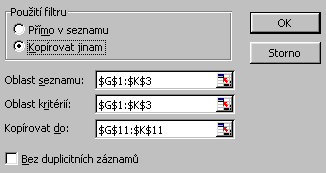 Použití filtru
Přímo v seznamu
Kopírovat jinam
OK
Storno
Oblast seznamu: $G$1:$K$3
Oblast kritérií: $G$1:$K$3
Kopírovat do: $G$11:$K$11
Bez duplicitních záznamů